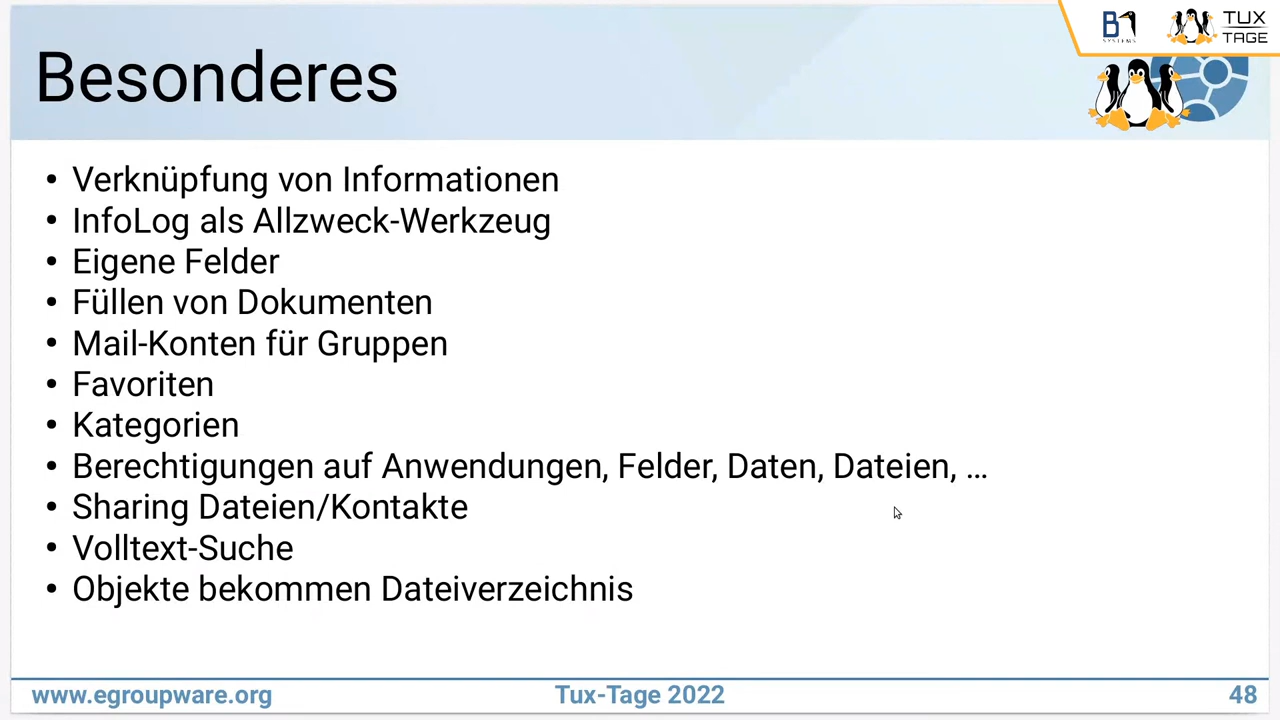 B1
SYSTEMS
TUX
TAGE
Besonderes
• Verknüpfung von Informationen
• InfoLog als Allzweck-Werkzeug
• Eigene Felder
• Füllen von Dokumenten
• Mail-Konten für Gruppen
• Favoriten
• Kategorien
• Berechtigungen auf Anwendungen, Felder, Daten, Dateien, ...
• Sharing Dateien/Kontakte
• Volltext-Suche
• Objekte bekommen Dateiverzeichnis
www.egroupware.org
Tux-Tage 2022
48